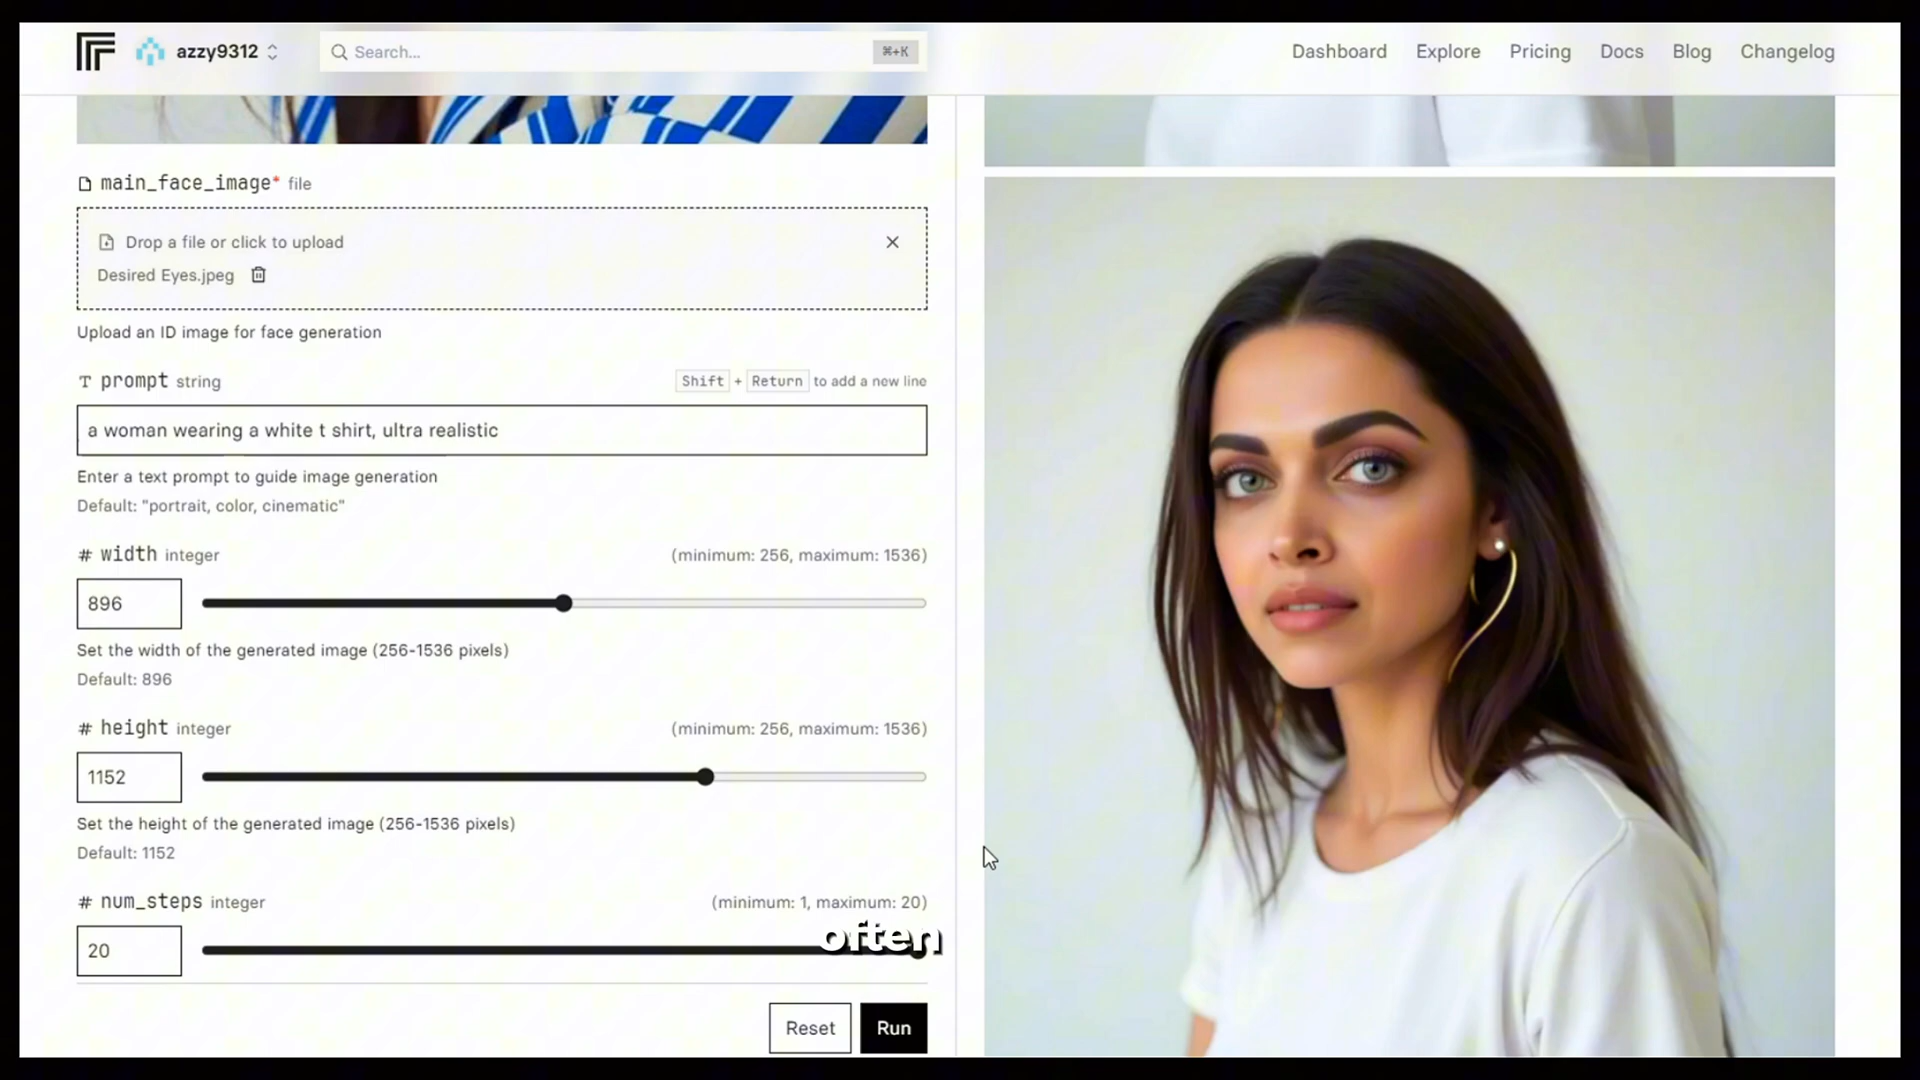 azzy9312
Search...
⌘+K
Dashboard
Explore
Pricing
Docs
Blog
Changelog
main_face_image* file
Drop a file or click to upload
Desired Eyes.jpeg
Upload an ID image for face generation
T prompt string
Shift + Return to add a new line
a woman wearing a white t shirt, ultra realistic
Enter a text prompt to guide image generation
Default: "portrait, color, cinematic"
# width integer
(minimum: 256, maximum: 1536)
896
Set the width of the generated image (256-1536 pixels)
Default: 896
# height integer
(minimum: 256, maximum: 1536)
1152
Set the height of the generated image (256-1536 pixels)
Default: 1152
# num_steps integer
(minimum: 1, maximum: 20)
often
20
Reset
Run